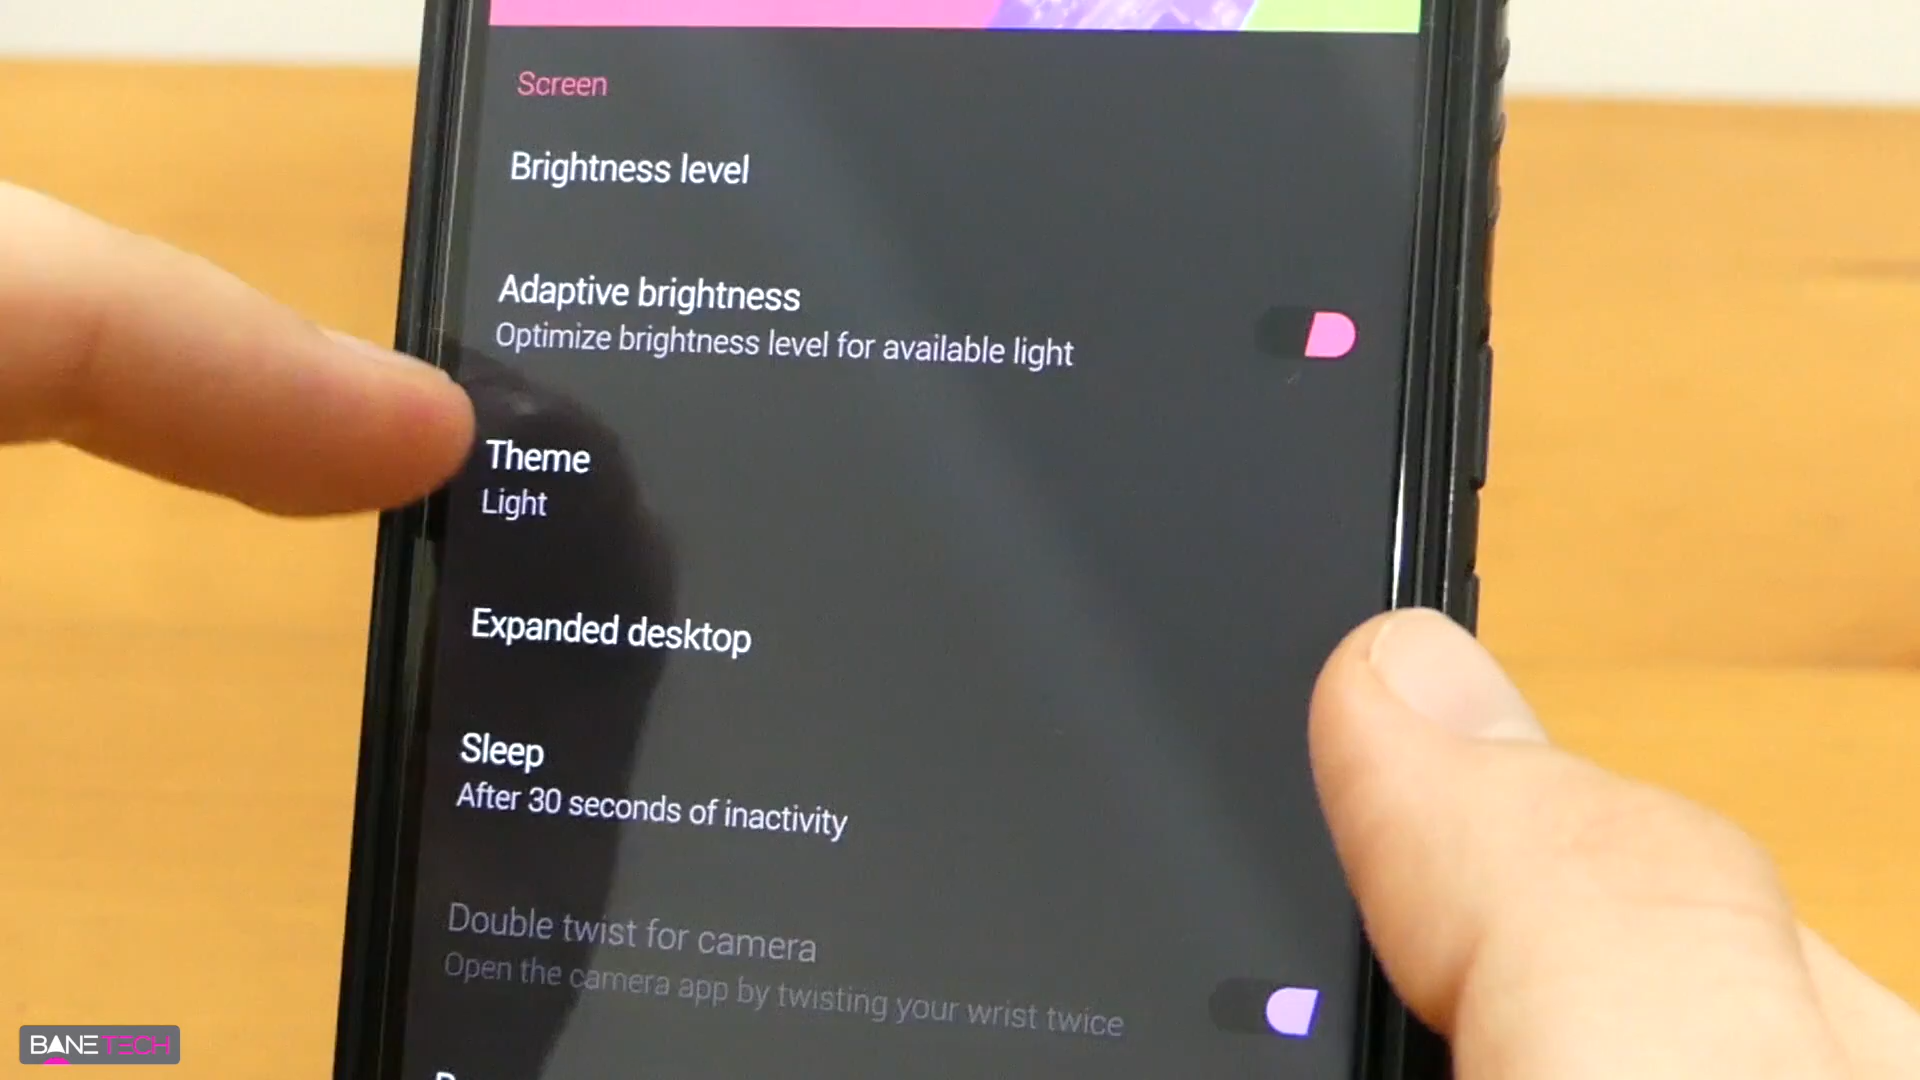 Screen
Brightness level
Adaptive brightness
Optimize brightness level for available light
Theme
Light
Expanded desktop
Sleep
After 30 seconds of inactivity
Double twist for camera
Open the camera app by twisting your wrist twice
BANETECH